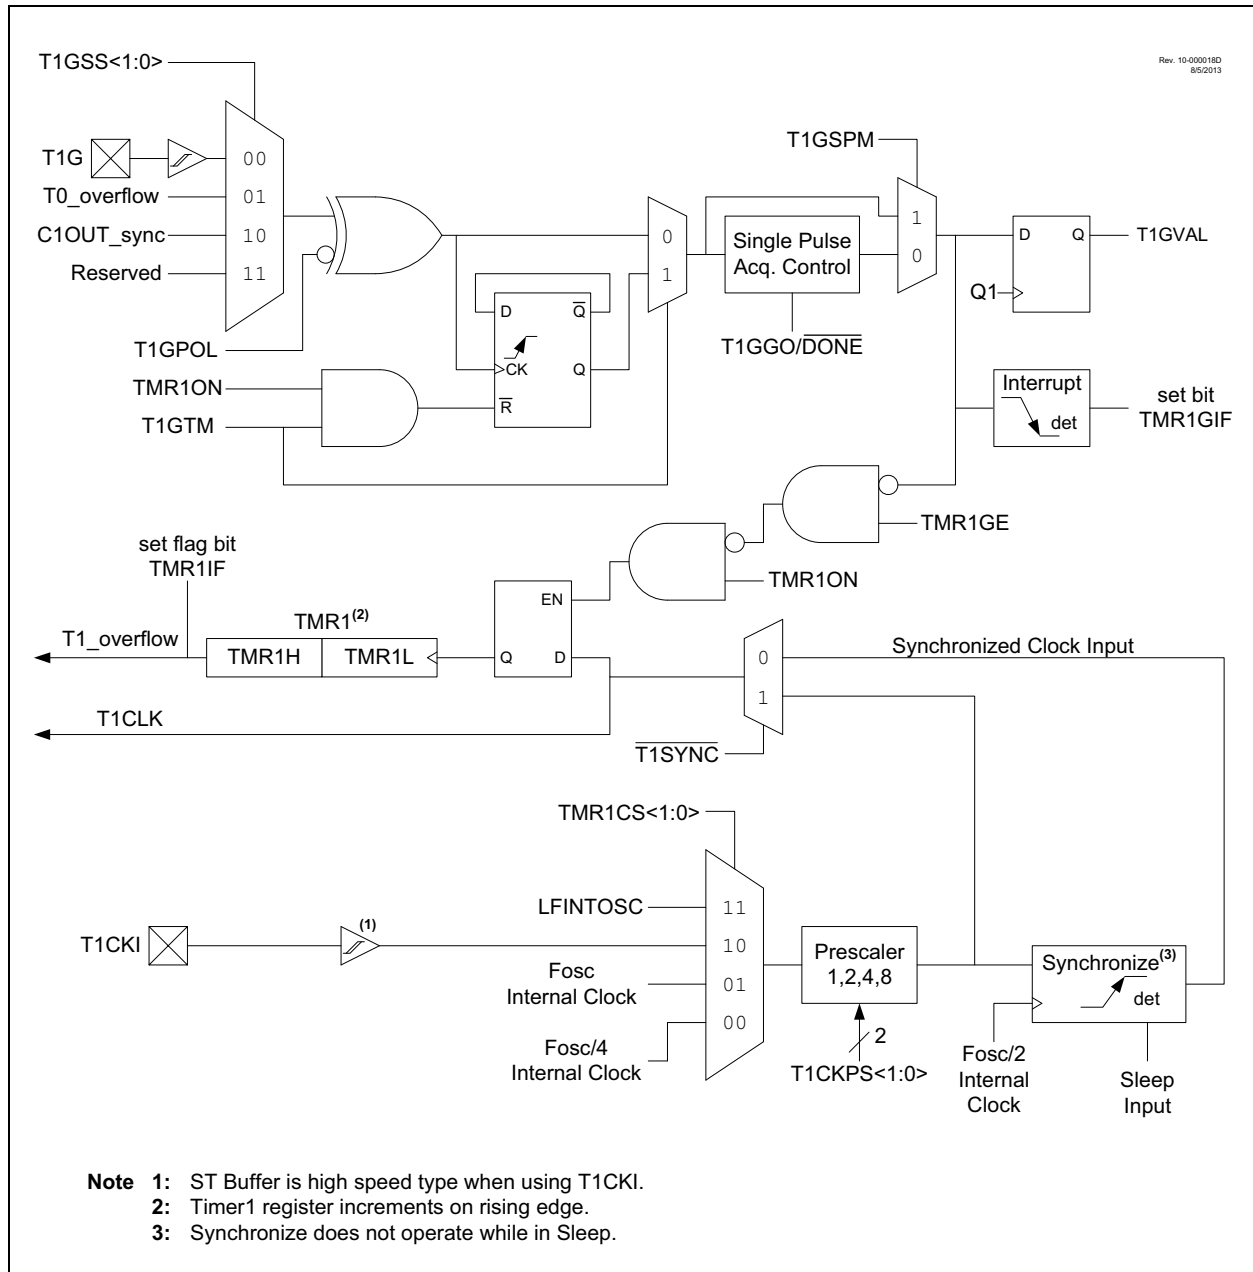 T1GSS<1:0>
Rev. 10-000018D
8/5/2013
T1G
00
T0_overflow
01
C1OUT_sync
10
Reserved
11
T1GPOL
TMR1ON
T1GTM
D
Q̅
CK
Q
R̅
0
1
Single Pulse
Acq. Control
T1GGO/D̅O̅N̅E̅
T1GSPM
1
0
D
Q
Q1
T1GVAL
Interrupt
det
set bit
TMR1GIF
TMR1GE
TMR1ON
set flag bit
TMR1IF
T1_overflow
TMR1(2)
TMR1H
TMR1L
EN
Q
D
T1CLK
0
1
Synchronized Clock Input
T̅1̅S̅Y̅N̅C̅
TMR1CS<1:0>
LFINTOSC
11
T1CKI
(1)
10
Fosc
Internal Clock
01
Fosc/4
Internal Clock
00
Prescaler
1,2,4,8
2
T1CKPS<1:0>
Synchronize(3)
det
Fosc/2
Internal
Clock
Sleep
Input
Note 1: ST Buffer is high speed type when using T1CKI.
2: Timer1 register increments on rising edge.
3: Synchronize does not operate while in Sleep.